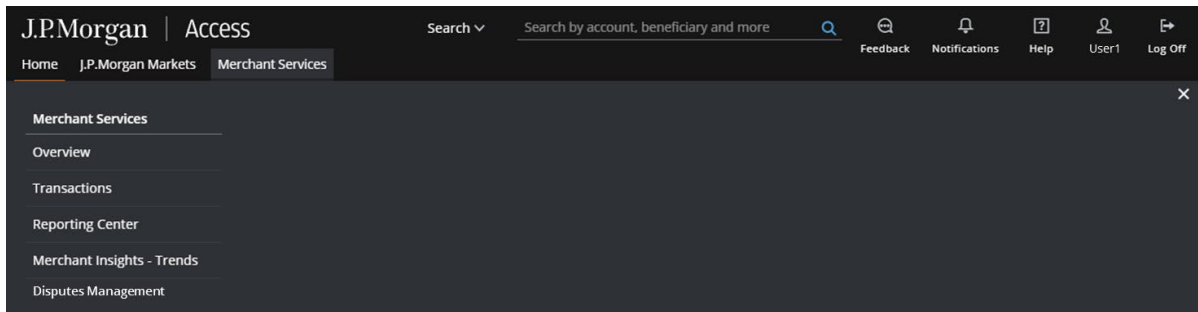 J.P.Morgan | Access
Search
Search by account, beneficiary and more
Feedback
Notifications
Help
User1
Log Off
Home
J.P.Morgan Markets
Merchant Services
Merchant Services
Overview
Transactions
Reporting Center
Merchant Insights - Trends
Disputes Management